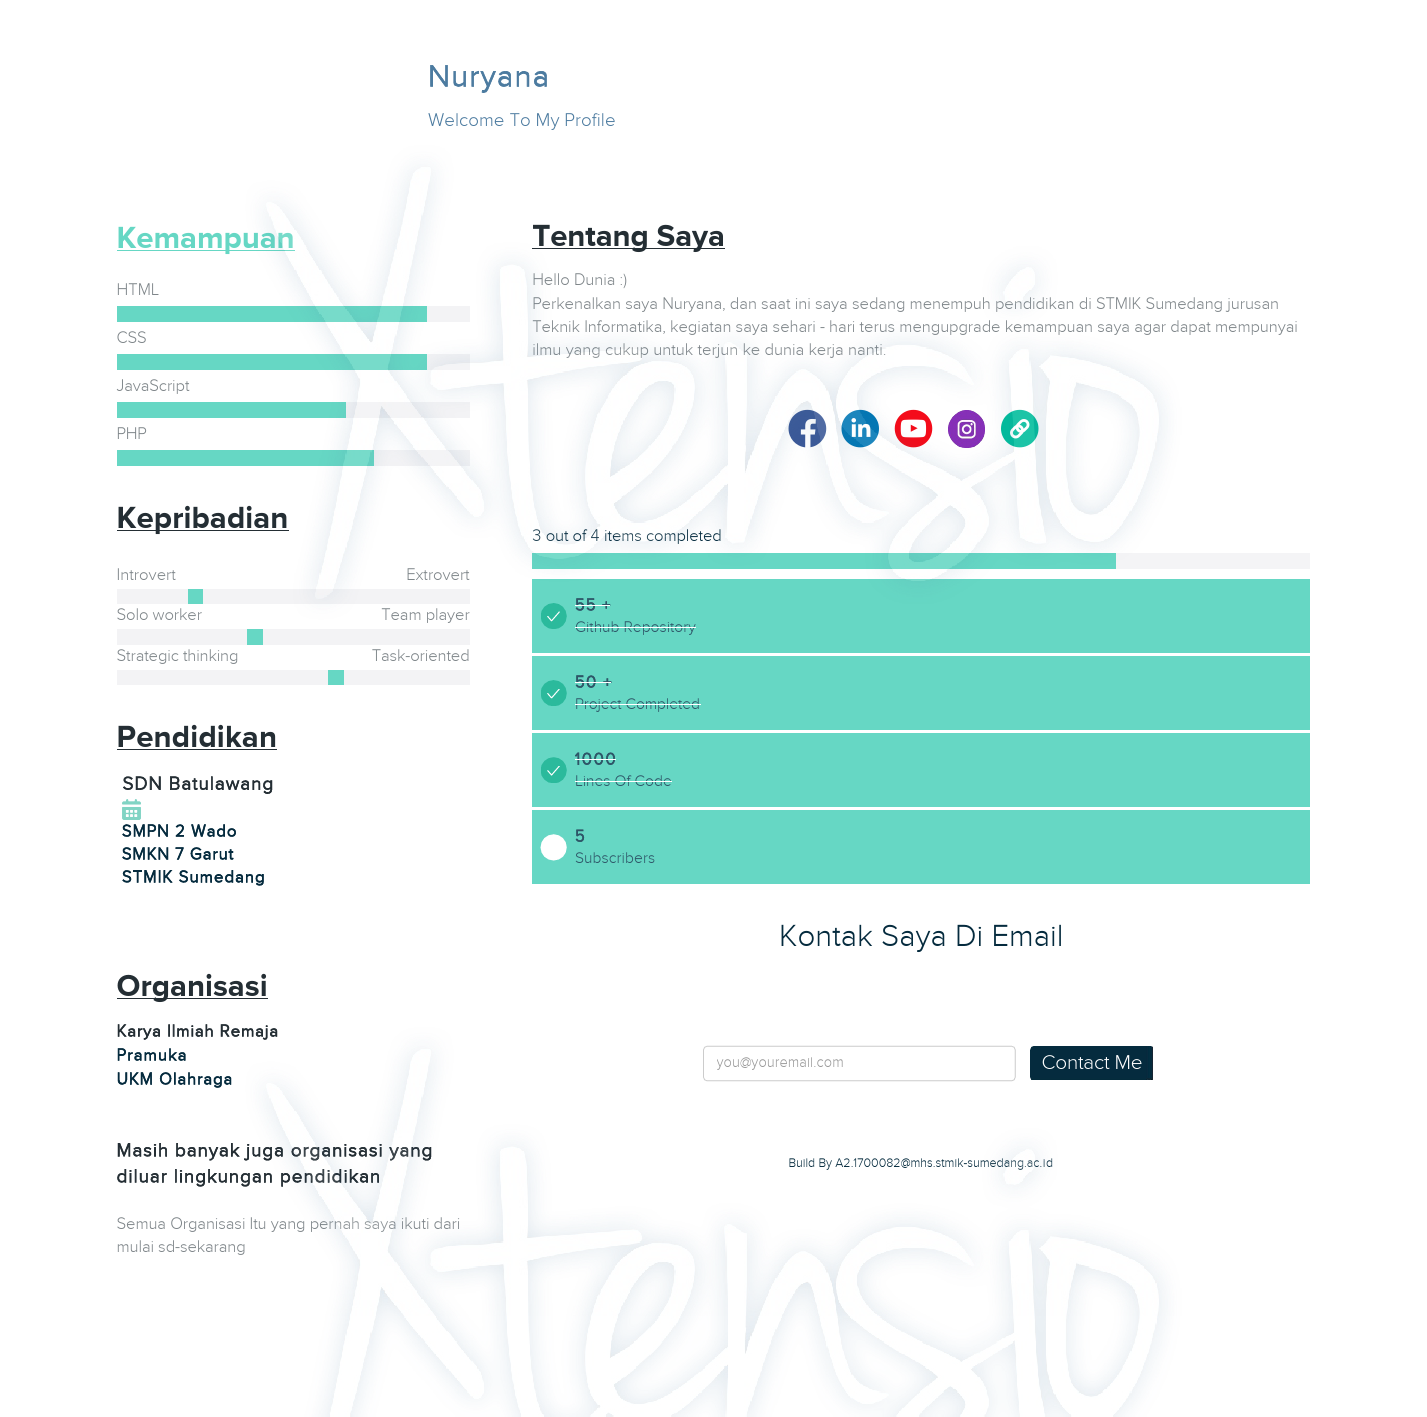 Nuryana
Welcome To My Profile
Kemampuan
HTML
CSS
JavaScript
PHP
Kepribadian
Introvert Extrovert
Solo worker Team player
Strategic thinking Task-oriented
Pendidikan
SDN Batulawang
SMPN 2 Wado
SMKN 7 Garut
STMIK Sumedang
Organisasi
Karya Ilmiah Remaja
Pramuka
UKM Olahraga
Masih banyak juga organisasi yang
diluar lingkungan pendidikan
Semua Organisasi Itu yang pernah saya ikuti dari
mulai sd-sekarang
Tentang Saya
Hello Dunia :)
Perkenalkan saya Nuryana, dan saat ini saya sedang menempuh pendidikan di STMIK Sumedang jurusan
Teknik Informatika, kegiatan saya sehari - hari terus mengupgrade kemampuan saya agar dapat mempunyai
ilmu yang cukup untuk terjun ke dunia kerja nanti.
in
3 out of 4 items completed
55 +
Github Repository
50 +
Project Completed
1000
Lines Of Code
5
Subscribers
Kontak Saya Di Email
you@youremail.com
Contact Me
Build By A2.1700082@mhs.stmik-sumedang.ac.id
Xtensio
Xtensio